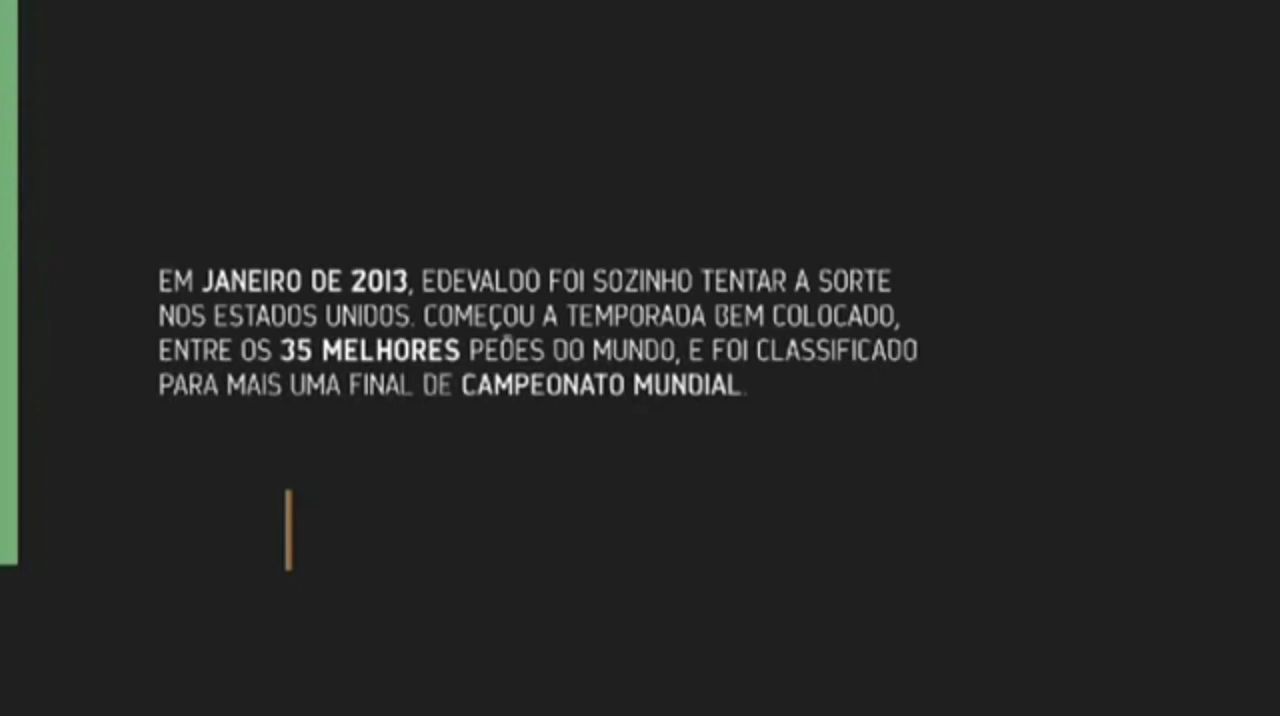 EM JANEIRO DE 2013, EDEVALDO FOI SOZINHO TENTAR A SORTE
NOS ESTADOS UNIDOS. COMEÇOU A TEMPORADA BEM COLOCADO,
ENTRE OS 35 MELHORES PEÕES DO MUNDO, E FOI CLASSIFICADO
PARA MAIS UMA FINAL DE CAMPEONATO MUNDIAL.